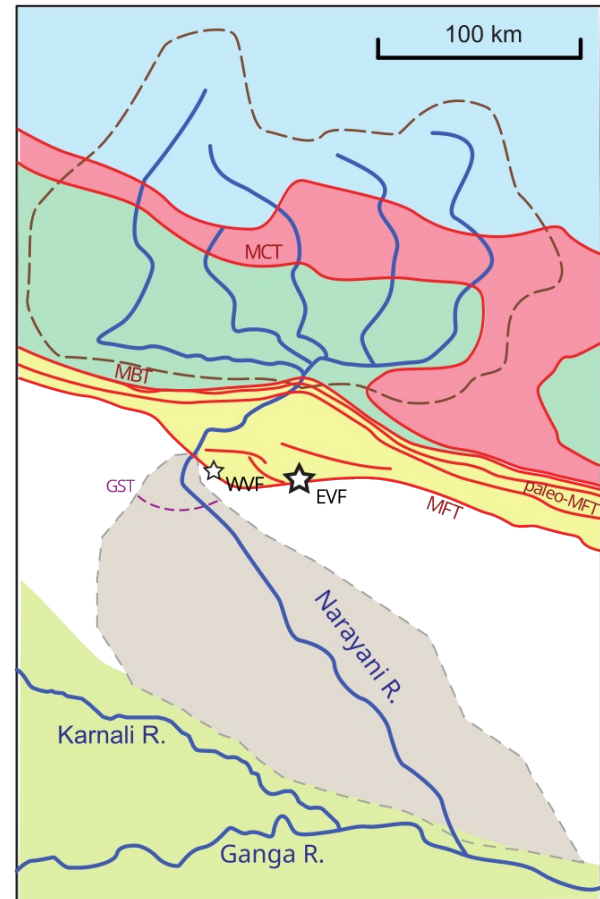 100 km
MCT
MBT
paleo-MFT
GST
WVF
EVF
MFT
Narayani R.
Karnali R.
Ganga R.